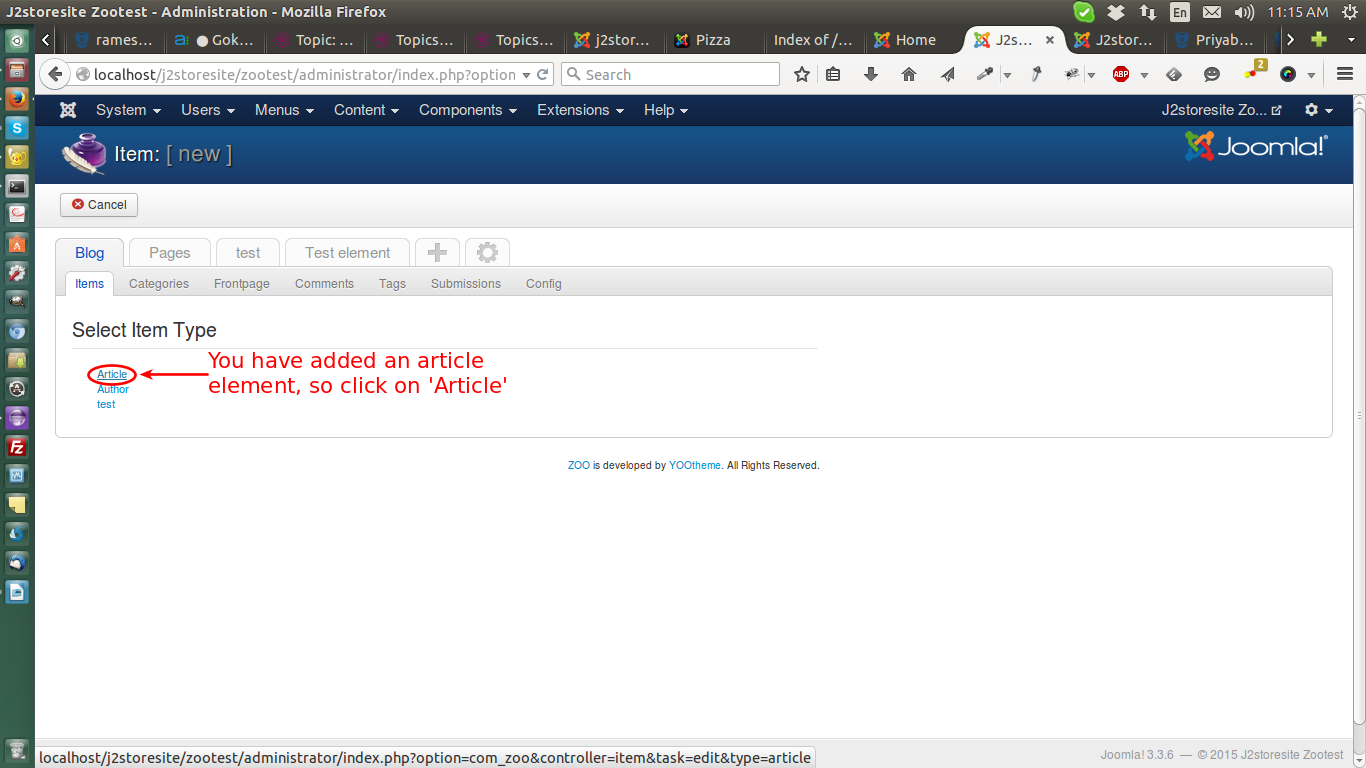 J2storesite Zootest - Administration - Mozilla Firefox
En
11:15 AM
rames...
a: ● Gok...
Topic: ...
Topics...
Topics...
j2stor...
Pizza
Index of /...
Home
J2s...
J2stor...
Priyab...
localhost/j2storesite/zootest/administrator/index.php?option
Search
ABP
2
System
Users
Menus
Content
Components
Extensions
Help
J2storesite Zo...
Item: [ new ]
Joomla!
Cancel
Blog
Pages
test
Test element
Items
Categories
Frontpage
Comments
Tags
Submissions
Config
Select Item Type
Article
Author
test
You have added an article
element, so click on 'Article'
ZOO is developed by YOOtheme. All Rights Reserved.
localhost/j2storesite/zootest/administrator/index.php?option=com_zoo&controller=item&task=edit&type=article
Joomla! 3.3.6 — © 2015 J2storesite Zootest